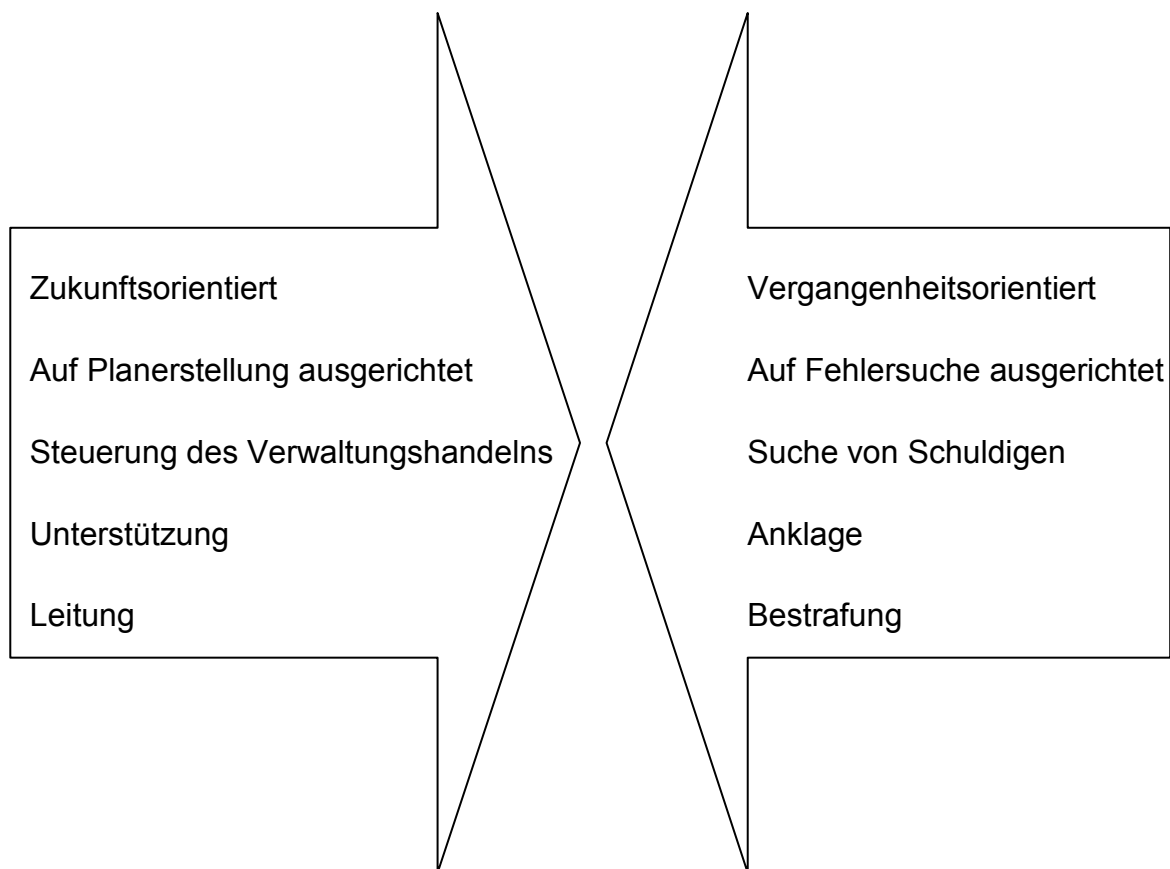 Zukunftsorientiert
Auf Planerstellung ausgerichtet
Steuerung des Verwaltungshandelns
Unterstützung
Leitung
Vergangenheitsorientiert
Auf Fehlersuche ausgerichtet
Suche von Schuldigen
Anklage
Bestrafung